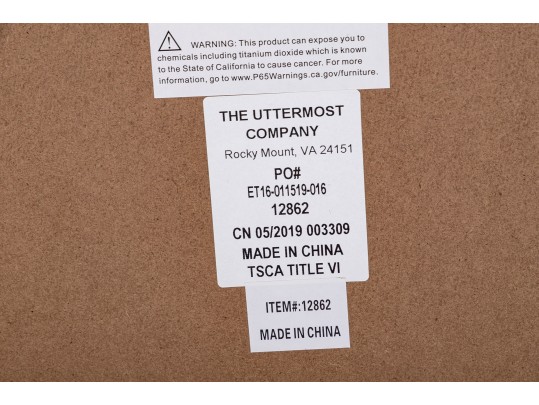 WARNING: This product can expose you to
chemicals including titanium dioxide which is known
to the State of California to cause cancer. For more
information, go to www.P65Warnings.ca.gov/furniture.
THE UTTERMOST
COMPANY
Rocky Mount, VA 24151
PO#
ET16-011519-016
12862
CN 05/2019 003309
MADE IN CHINA
TSCA TITLE VI
ITEM#:12862
MADE IN CHINA